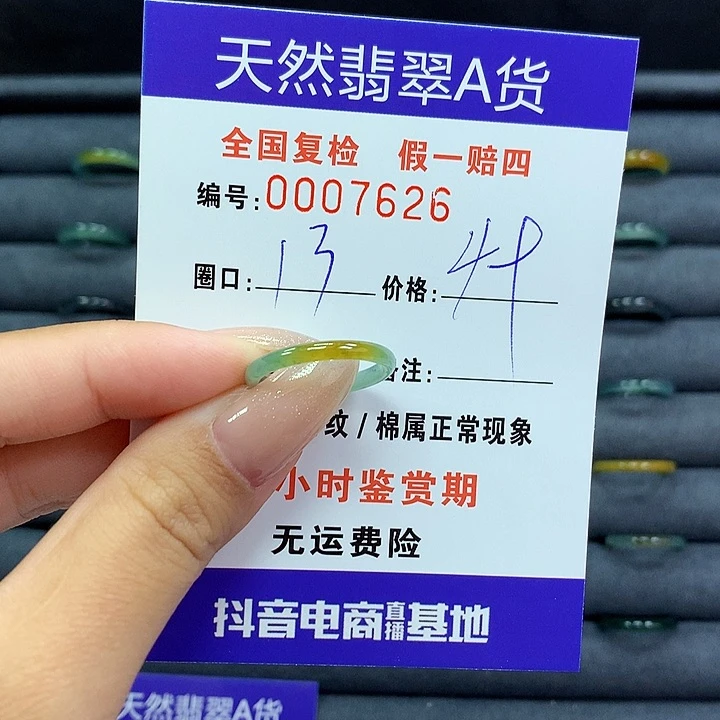 天然翡翠A货
全国复检 假一赔四
编号:0007626
圈口:13 价格:
注:
纹/棉属正常现象
小时鉴赏期
无运费险
抖音电商直播基地
天然翡翠A货